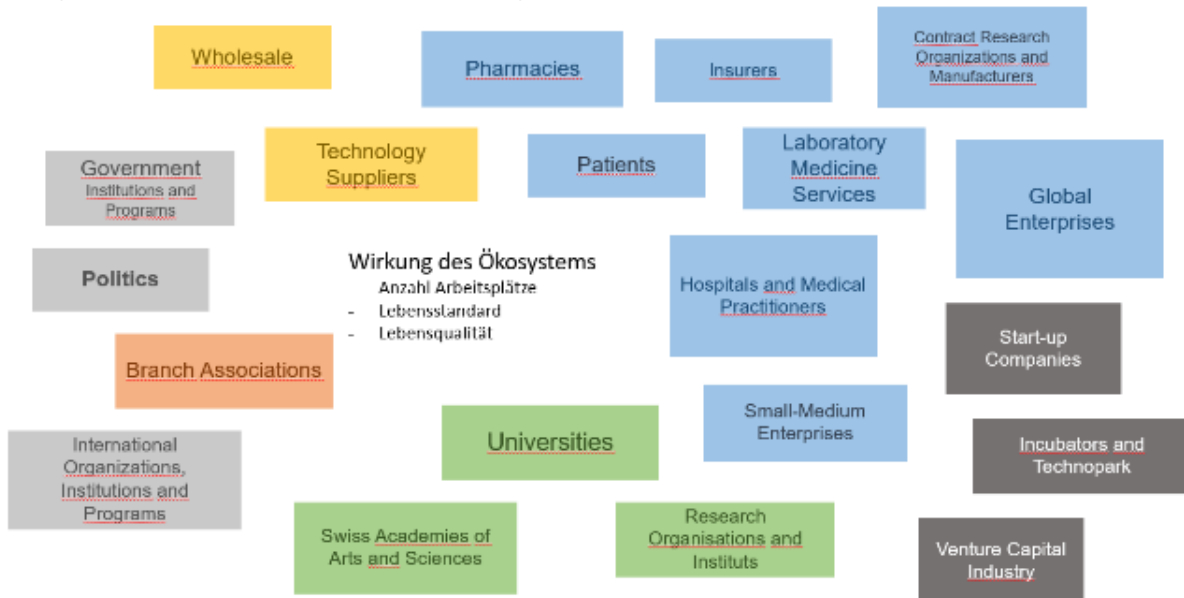 Wholesale
Pharmacies
Insurers
Contract Research
Organizations and
Manufacturers
Government
Institutions and
Programs
Technology
Suppliers
Patients
Laboratory
Medicine
Services
Global
Enterprises
Politics
Wirkung des Ökosystems
Anzahl Arbeitsplätze
- Lebensstandard
- Lebensqualität
Hospitals and Medical
Practitioners
Start-up
Companies
Branch Associations
Small-Medium
Enterprises
Universities
International
Organizations,
Institutions and
Programs
Incubators and
Technopark
Swiss Academies of
Arts and Sciences
Research
Organisations and
Instituts
Venture Capital
Industry